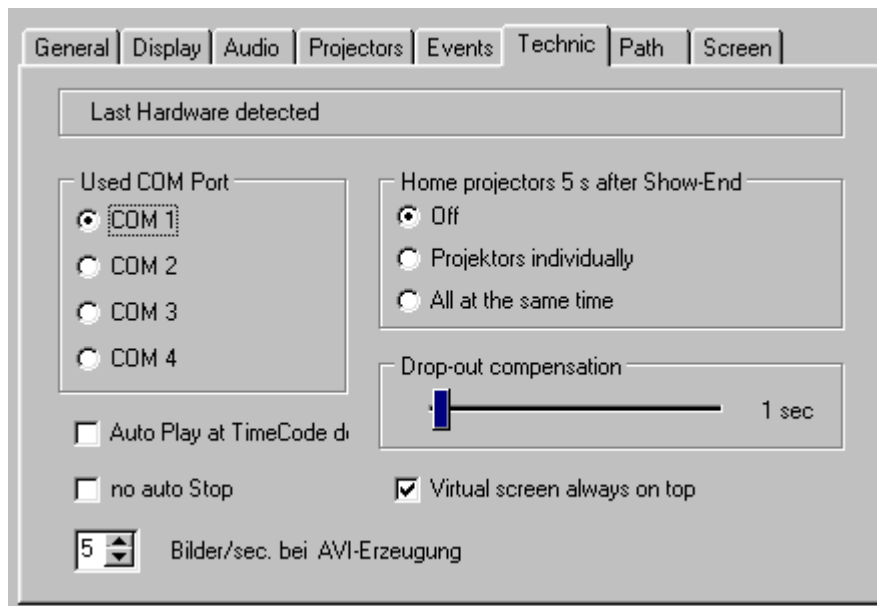 General Display Audio Projectors Events Technic Path Screen
Last Hardware detected
Used COM Port
COM 1
COM 2
COM 3
COM 4
Home projectors 5 s after Show-End
Off
Projektors individually
All at the same time
Drop-out compensation
1 sec
Auto Play at TimeCode d
no auto Stop
Virtual screen always on top
5 Bilder/sec. bei AVI-Erzeugung